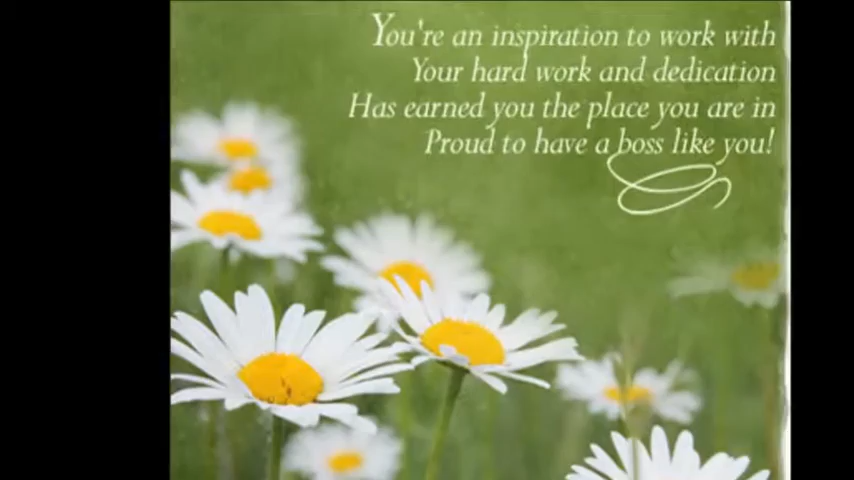 You're an inspiration to work with
Your hard work and dedication
Has earned you the place you are in
Proud to have a boss like you!